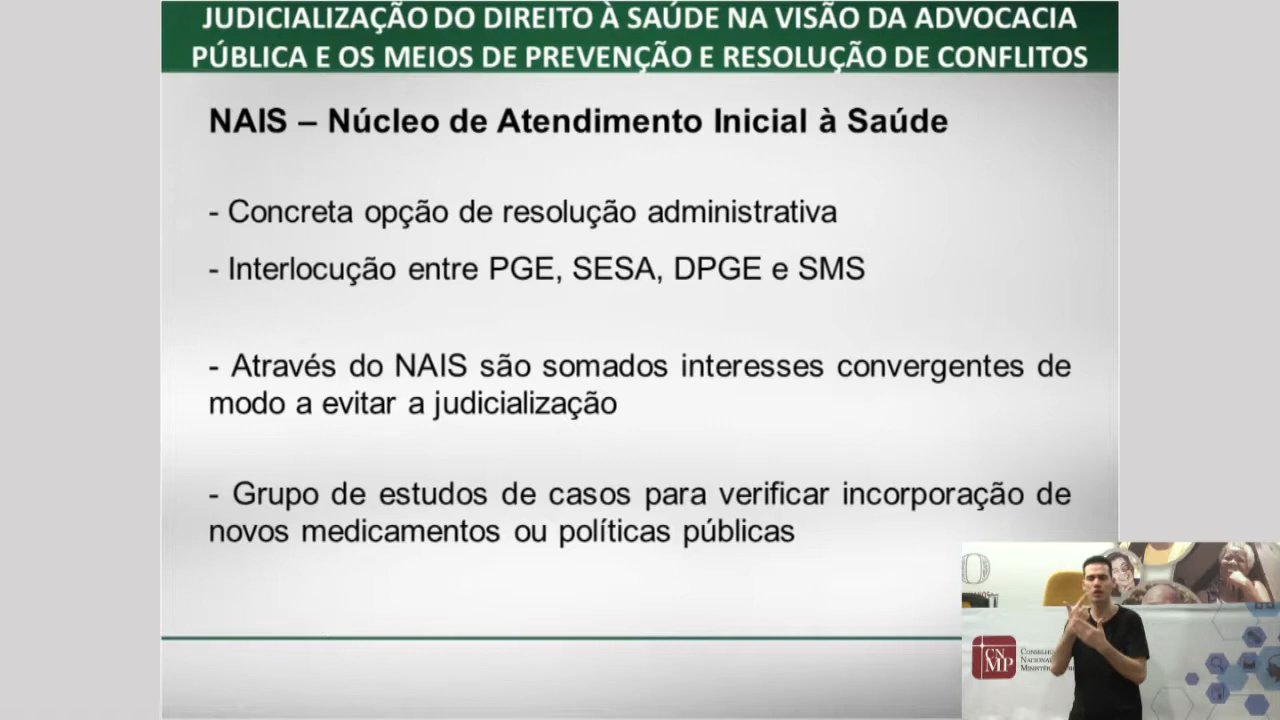 JUDICIALIZAÇÃO DO DIREITO À SAÚDE NA VISÃO DA ADVOCACIA
PÚBLICA E OS MEIOS DE PREVENÇÃO E RESOLUÇÃO DE CONFLITOS
NAIS – Núcleo de Atendimento Inicial à Saúde
- Concreta opção de resolução administrativa
- Interlocução entre PGE, SESA, DPGE e SMS
- Através do NAIS são somados interesses convergentes de
modo a evitar a judicialização
- Grupo de estudos de casos para verificar incorporação de
novos medicamentos ou políticas públicas
CN
MP